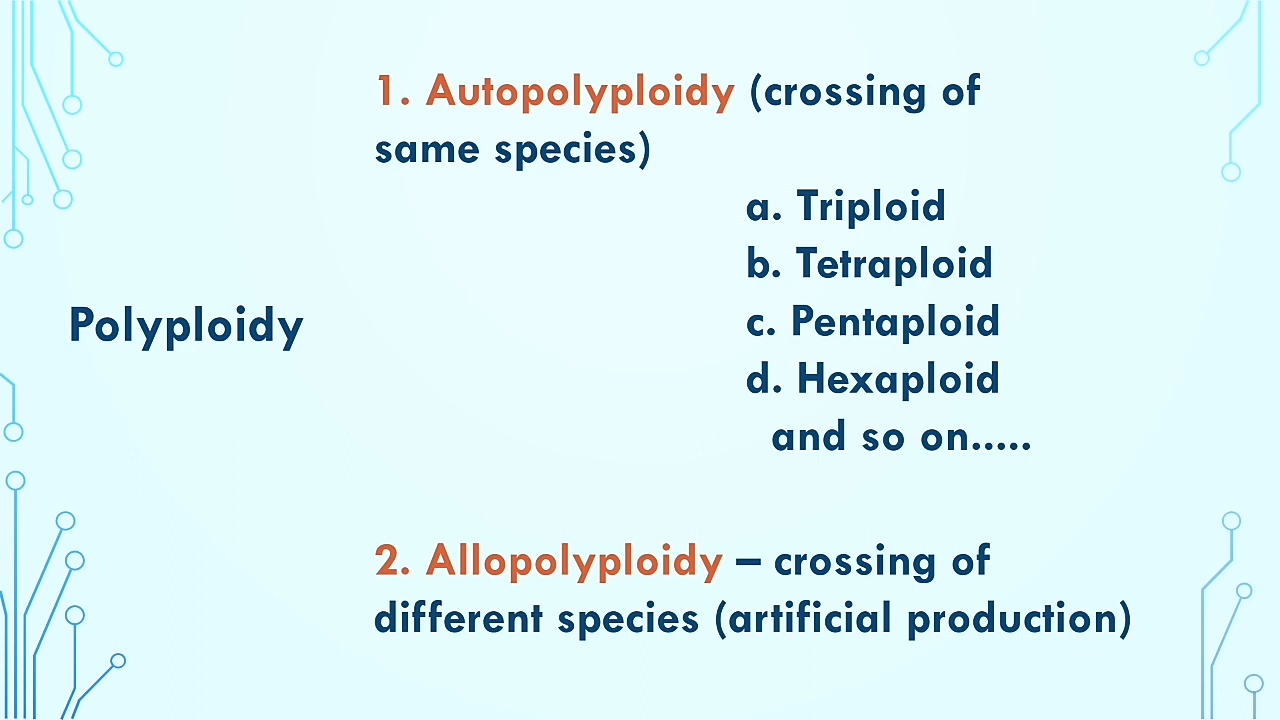 1. Autopolyploidy (crossing of
same species)
a. Triploid
b. Tetraploid
Polyploidy
c. Pentaploid
d. Hexaploid
and so on.....
2. Allopolyploidy – crossing of
different species (artificial production)